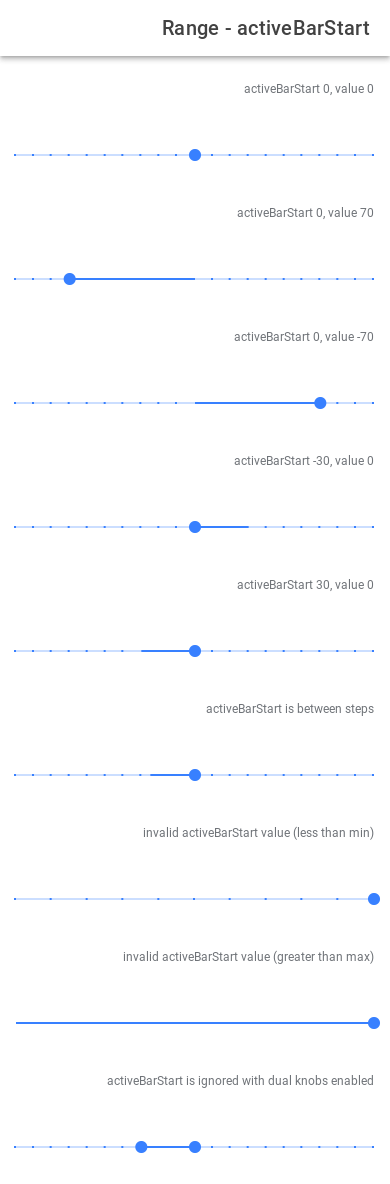 Range - activeBarStart
activeBarStart 0, value 0
activeBarStart 0, value 70
activeBarStart 0, value -70
activeBarStart -30, value 0
activeBarStart 30, value 0
activeBarStart is between steps
invalid activeBarStart value (less than min)
invalid activeBarStart value (greater than max)
activeBarStart is ignored with dual knobs enabled